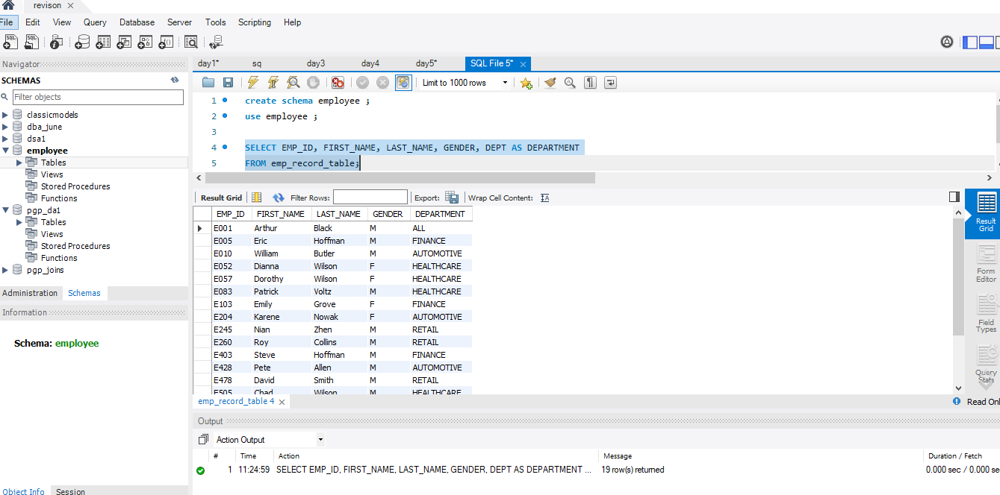 revison
File Edit View Query Database Server Tools Scripting Help
Navigator
SCHEMAS
Filter objects
classicmodels
dba_june
dsa1
employee
Tables
Views
Stored Procedures
Functions
pgp_da1
Tables
Views
Stored Procedures
Functions
pgp_joins
Administration Schemas
Information
Schema: employee
Object Info Session
day1* sq day3 day4 day5* SQL File 5*
Limit to 1000 rows
1 create schema employee ;
2 use employee ;
3
4 SELECT EMP_ID, FIRST_NAME, LAST_NAME, GENDER, DEPT AS DEPARTMENT
5 FROM emp_record_table;
Result Grid Filter Rows: Export: Wrap Cell Content:
EMP_ID FIRST_NAME LAST_NAME GENDER DEPARTMENT
E001 Arthur Black M ALL
E005 Eric Hoffman M FINANCE
E010 William Butler M AUTOMOTIVE
E052 Dianna Wilson F HEALTHCARE
E057 Dorothy Wilson F HEALTHCARE
E083 Patrick Voltz M HEALTHCARE
E103 Emily Grove F FINANCE
E204 Karene Nowak F AUTOMOTIVE
E245 Nian Zhen M RETAIL
E260 Roy Collins M RETAIL
E403 Steve Hoffman M FINANCE
E428 Pete Allen M AUTOMOTIVE
E478 David Smith M RETAIL
E505 Chad Wilson M HEALTHCARE
Result
Grid
Form
Editor
Field
Types
Query
Stats
emp_record_table 4
Read Onl
Output
Action Output
# Time Action Message Duration / Fetch
1 11:24:59 SELECT EMP_ID, FIRST_NAME, LAST_NAME, GENDER, DEPT AS DEPARTMENT ... 19 row(s) returned 0.000 sec / 0.000 se